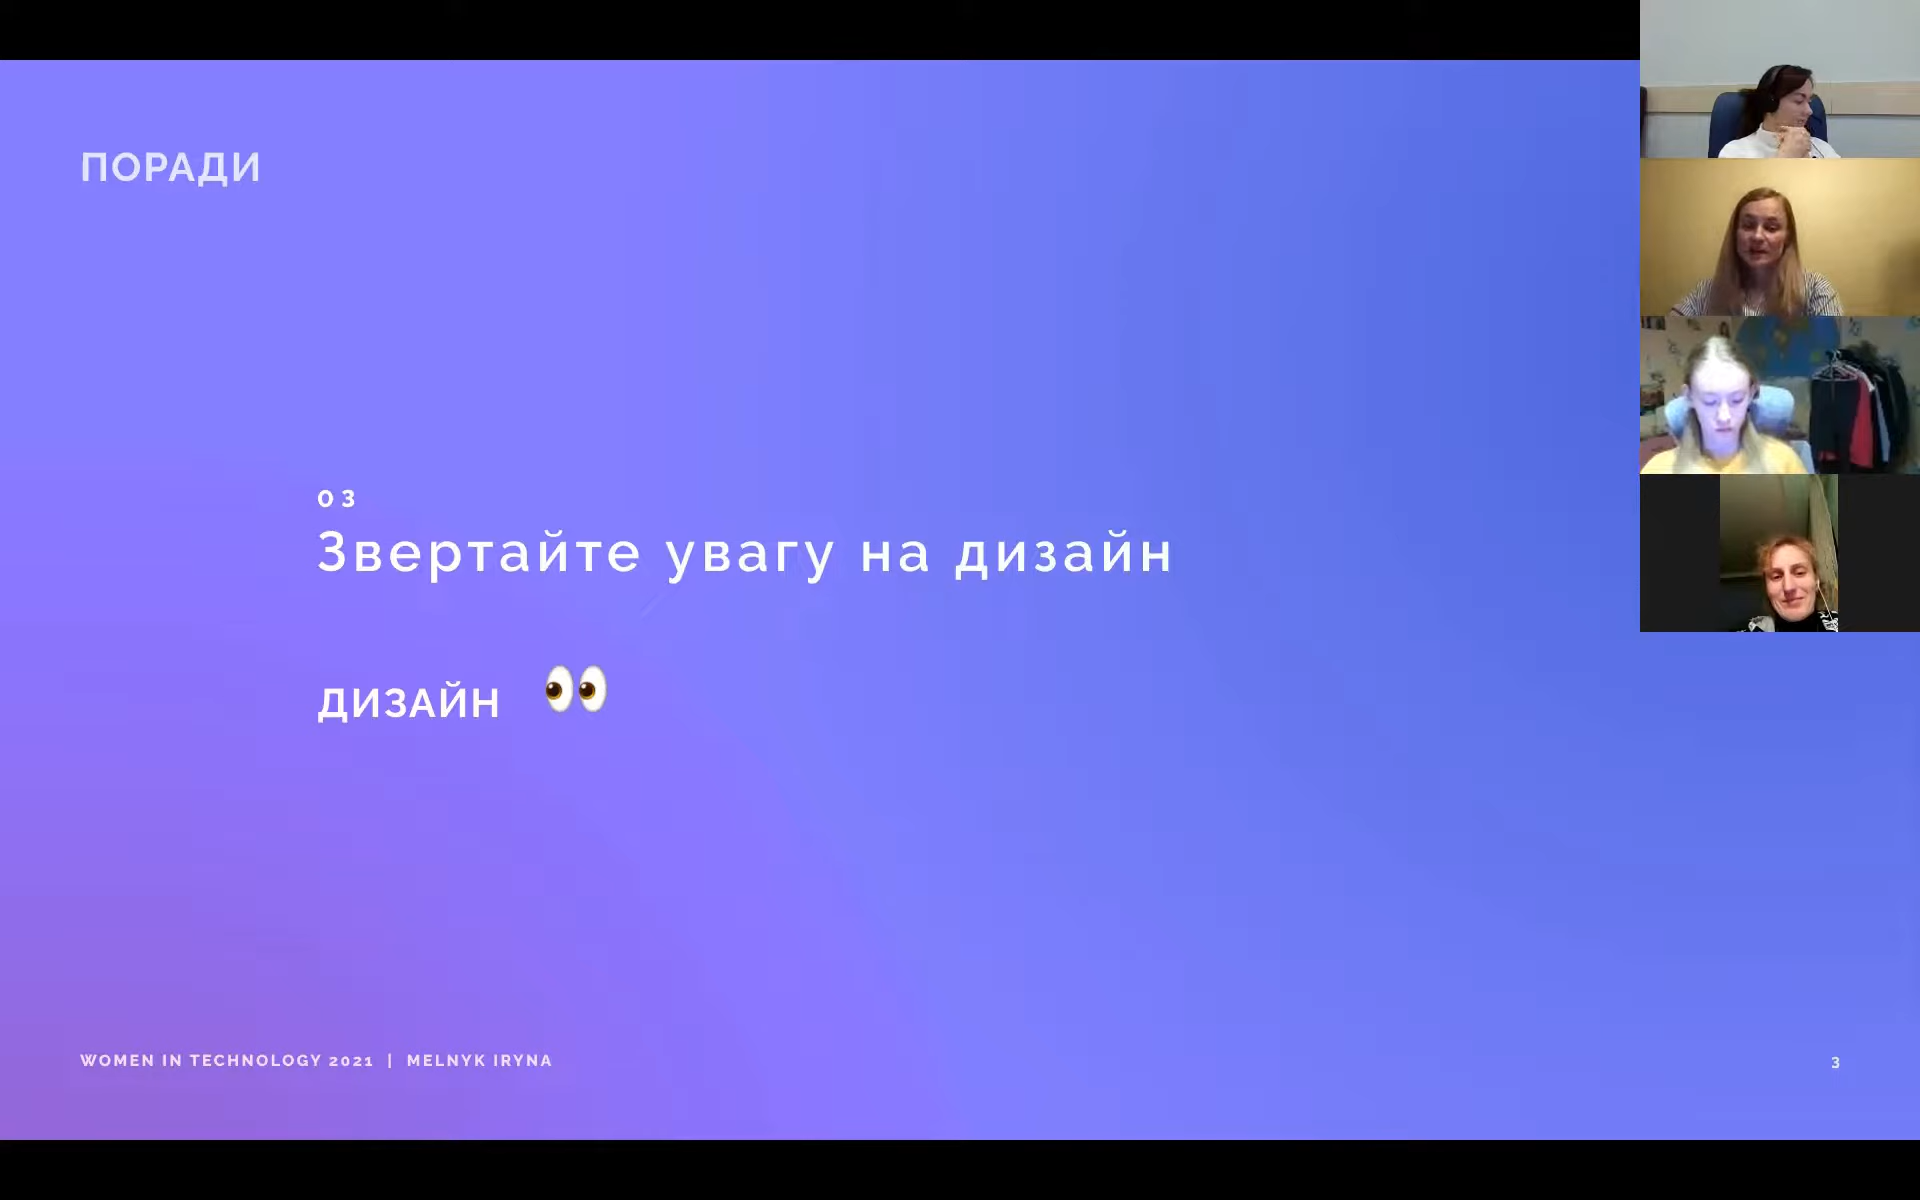 ПОРАДИ
03
Звертайте увагу на дизайн
ДИЗАЙН 👀
WOMEN IN TECHNOLOGY 2021 | MELNYK IRYNA
3